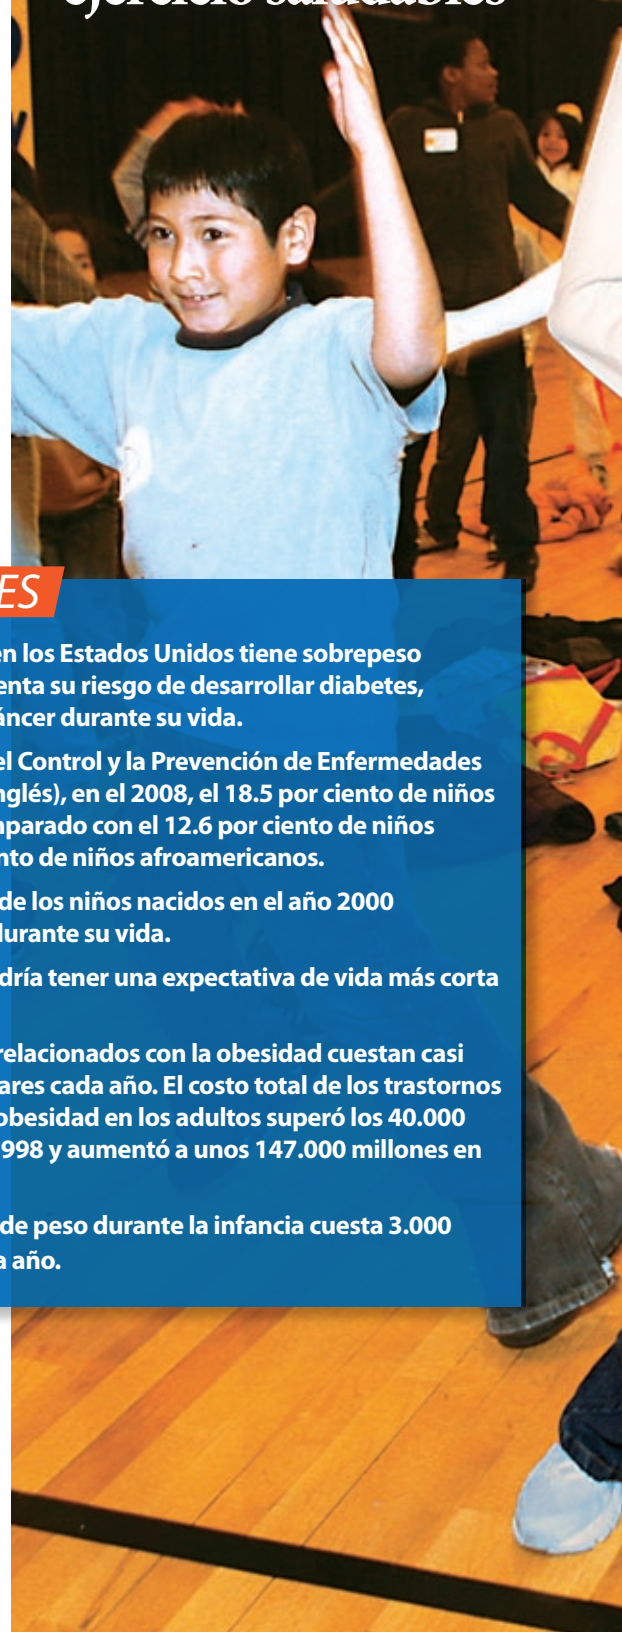 ejercicio saludables
ES
en los Estados Unidos tiene sobrepeso
enta su riesgo de desarrollar diabetes,
áncer durante su vida.
el Control y la Prevención de Enfermedades
nglés), en el 2008, el 18.5 por ciento de niños
mparado con el 12.6 por ciento de niños
nto de niños afroamericanos.
de los niños nacidos en el año 2000
durante su vida.
dría tener una expectativa de vida más corta
relacionados con la obesidad cuestan casi
ares cada año. El costo total de los trastornos
obesidad en los adultos superó los 40.000
998 y aumentó a unos 147.000 millones en
de peso durante la infancia cuesta 3.000
a año.